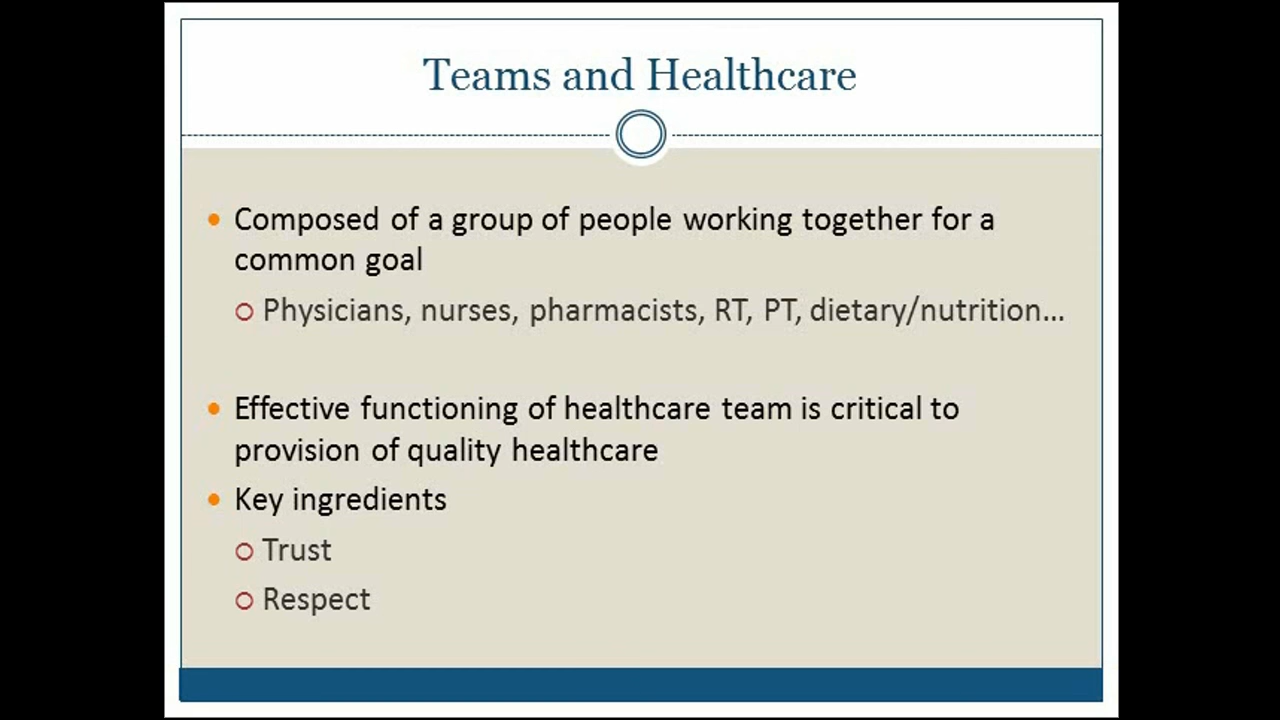 Teams and Healthcare
Composed of a group of people working together for a
common goal
Physicians, nurses, pharmacists, RT, PT, dietary/nutrition...
Effective functioning of healthcare team is critical to
provision of quality healthcare
Key ingredients
Trust
Respect